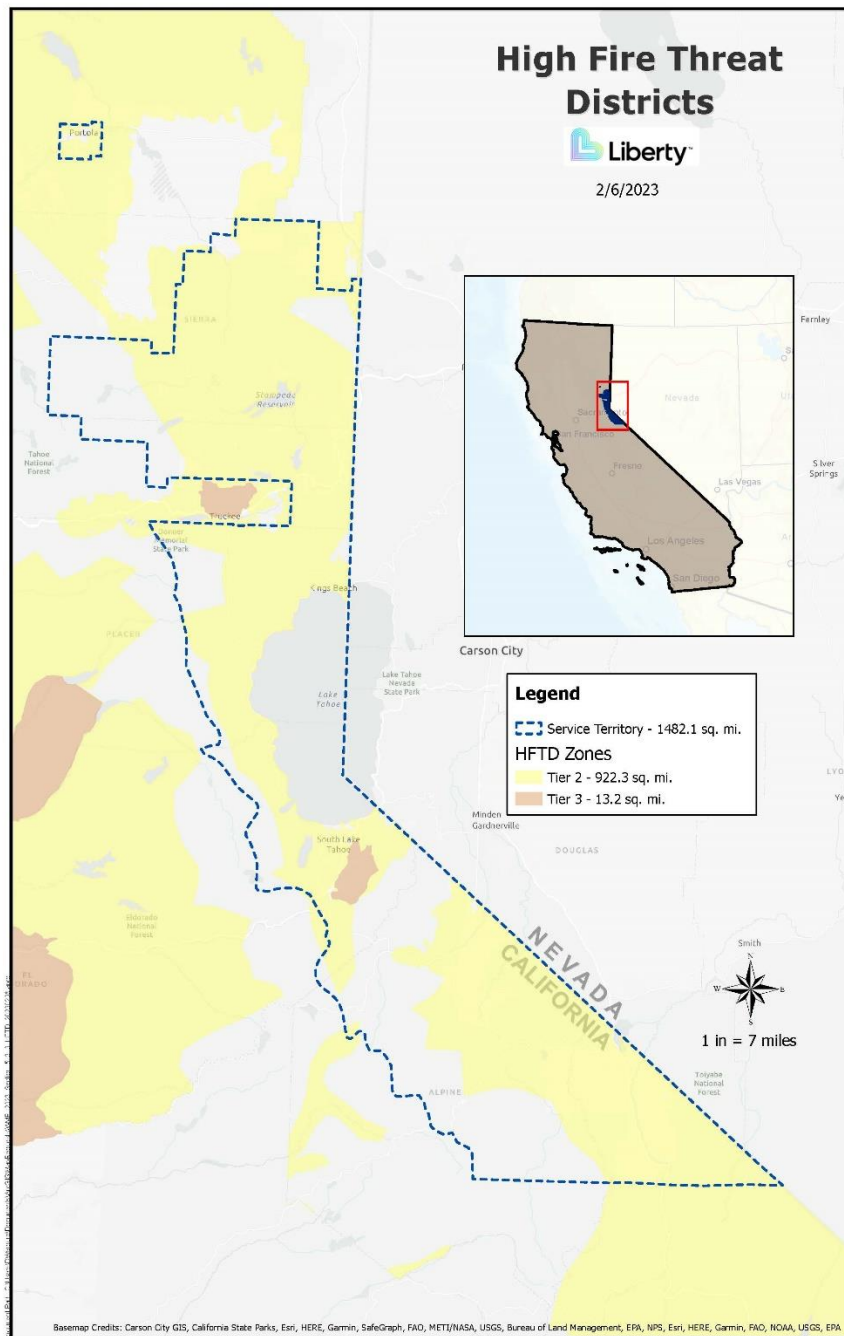 High Fire Threat
Districts
Liberty™
2/6/2023
Portola
SIERRA
Stampede
Reservoir
Tahoe
National
Forest
Truckee
Donner
Memorial
State Park
Kings Beach
PLACER
Lake
Tahoe
Lake Tahoe
Nevada
State Park
Carson City
Fernley
Silver
Springs
Sacramento
San Francisco
Fresno
Nevada
Las Vegas
Los Angeles
San Diego
Legend
Service Territory - 1482.1 sq. mi.
HFTD Zones
Tier 2 - 922.3 sq. mi.
Tier 3 - 13.2 sq. mi.
Minden
Gardnerville
DOUGLAS
LYO
Ye
South Lake
Tahoe
Eldorado
National
Forest
EL
DORADO
NEVADA
CALIFORNIA
Smith
N
W
E
S
1 in = 7 miles
Toiyabe
National
Forest
ALPINE
Basemap Credits: Carson City GIS, California State Parks, Esri, HERE, Garmin, SafeGraph, FAO, METI/NASA, USGS, Bureau of Land Management, EPA, NPS, Esri, HERE, Garmin, FAO, NOAA, USGS, EPA